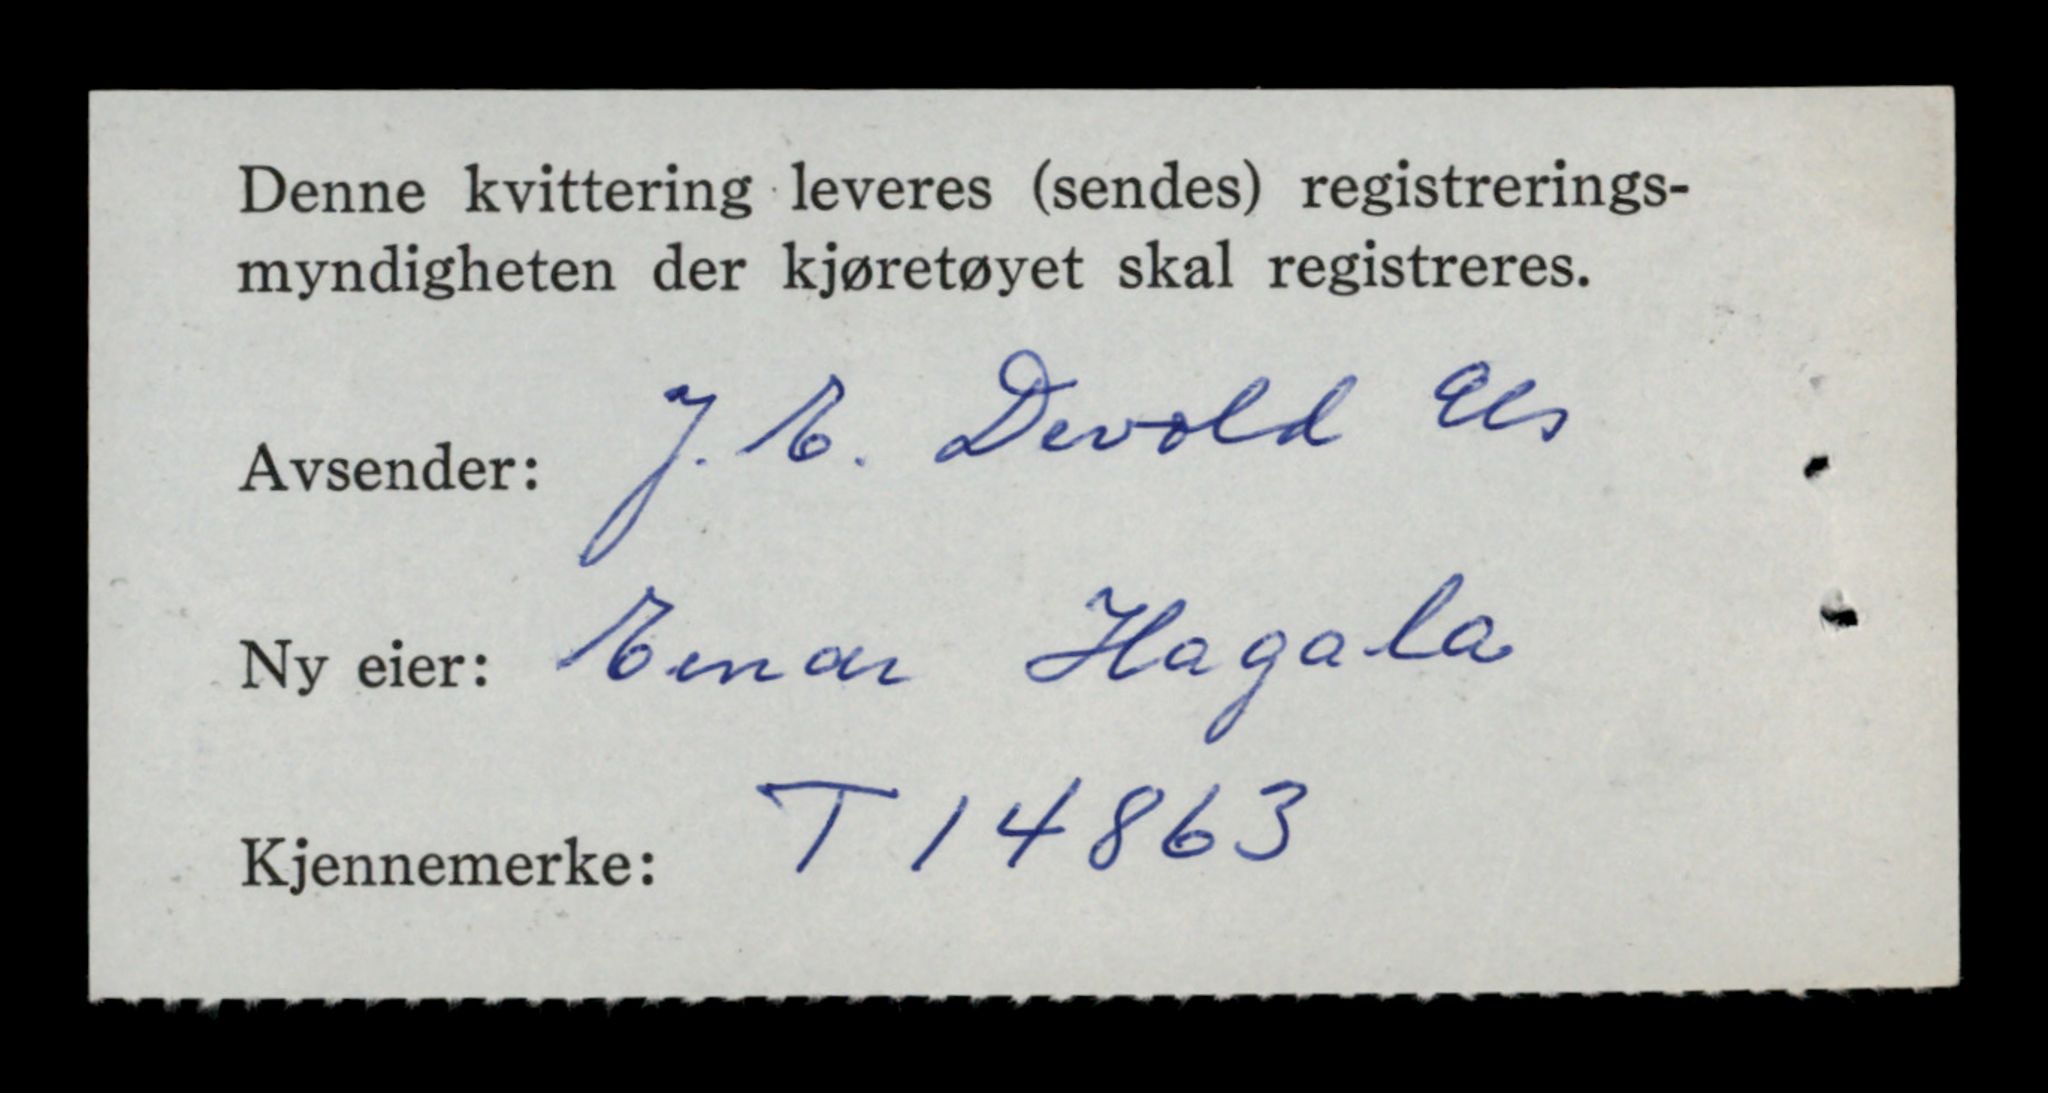 Denne kvittering leveres (sendes) registrerings-
myndigheten der kjøretøyet skal registreres.
Avsender: J. E. Devold
Ny eier: Einar Hagala
Kjennemerke: T 14863